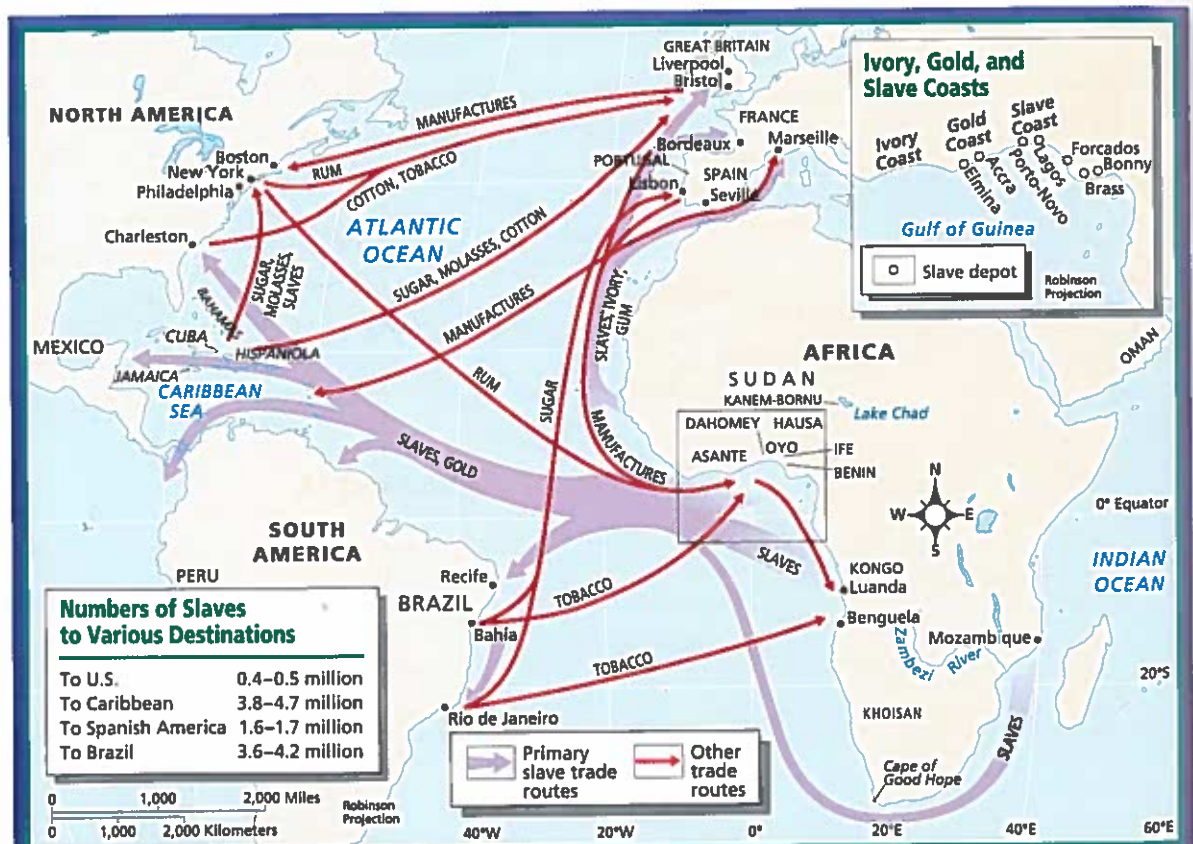 GREAT BRITAIN
Liverpool
Bristol
NORTH AMERICA
MANUFACTURES
FRANCE
Bordeaux
Marseille
Boston
New York
Philadelphia
RUM
COTTON, TOBACCO
PORTUGAL
SPAIN
Lisbon
Seville
Charleston
ATLANTIC
OCEAN
SUGAR,
MOLASSES,
SLAVES
SUGAR, MOLASSES, COTTON
MANUFACTURES
SLAVES, IVORY,
GUM
BAHAMAS
CUBA
HISPANIOLA
MEXICO
JAMAICA
CARIBBEAN
SEA
RUM
SUGAR
MANUFACTURES
SLAVES, GOLD
AFRICA
SUDAN
KANEM-BORNU
Lake Chad
DAHOMEY
HAUSA
ASANTE
OYO
IFE
BENIN
OMAN
N
W
E
S
0° Equator
SOUTH
AMERICA
PERU
Recife
BRAZIL
Bahia
TOBACCO
TOBACCO
Rio de Janeiro
SLAVES
KONGO
Luanda
Benguela
Mozambique
Zambezi
River
INDIAN
OCEAN
20°S
KHOISAN
SLAVES
Cape of
Good Hope
Ivory, Gold, and
Slave Coasts
Ivory
Coast
Gold
Coast
Slave
Coast
Elmina
Accra
Porto-Novo
Lagos
Forcados
Bonny
Brass
Gulf of Guinea
Slave depot
Robinson
Projection
Numbers of Slaves
to Various Destinations
To U.S. 0.4–0.5 million
To Caribbean 3.8–4.7 million
To Spanish America 1.6–1.7 million
To Brazil 3.6–4.2 million
Primary
slave trade
routes
Other
trade
routes
0 1,000 2,000 Miles
0 1,000 2,000 Kilometers
Robinson
Projection
40°W 20°W 0° 20°E 40°E 60°E